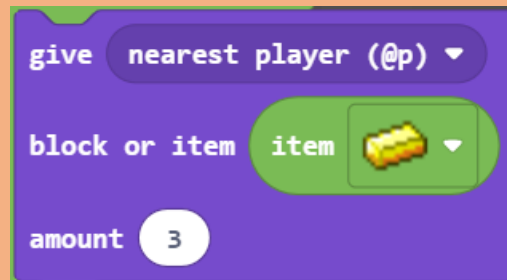 give nearest player (@p)
block or item item
amount 3